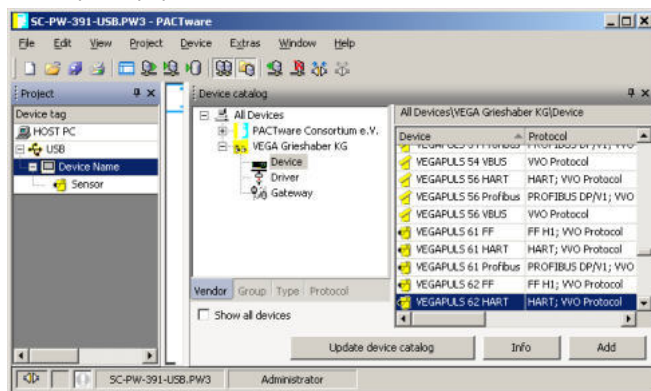 SC-PW-391-USB.PW3 - PACTware
File Edit View Project Device Extras Window Help
Project
Device tag
HOST PC
USB
Device Name
Sensor
Device catalog
All Devices
PACTware Consortium e.V.
VEGA Grieshaber KG
Device
Driver
Gateway
Vendor Group Type Protocol
Show all devices
All Devices\VEGA Grieshaber KG\Device
Device Protocol
VEGAPULS 54 VBUS VVO Protocol
VEGAPULS 56 HART HART; VVO Protocol
VEGAPULS 56 Profibus PROFIBUS DP/V1; VVO
VEGAPULS 56 VBUS VVO Protocol
VEGAPULS 61 FF FF H1; VVO Protocol
VEGAPULS 61 HART HART; VVO Protocol
VEGAPULS 61 Profibus PROFIBUS DP/V1; VVO
VEGAPULS 62 FF FF H1; VVO Protocol
VEGAPULS 62 HART HART; VVO Protocol
Update device catalog Info Add
SC-PW-391-USB.PW3 Administrator